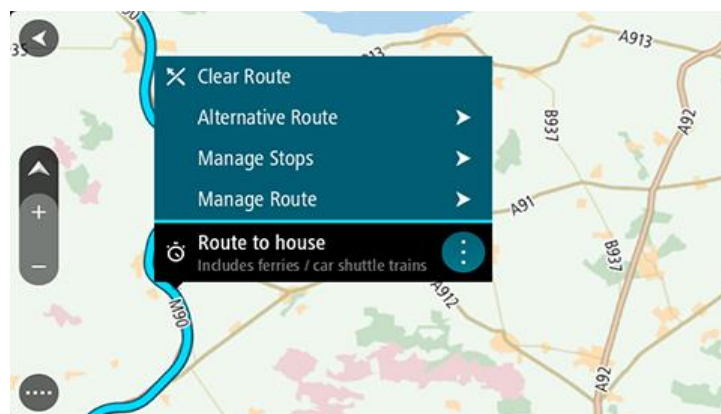 90
A913
A913
35
Clear Route
Alternative Route
B937
A92
Manage Stops
Manage Route
A91
Route to house
Includes ferries / car shuttle trains
B937
A912
M90
A92